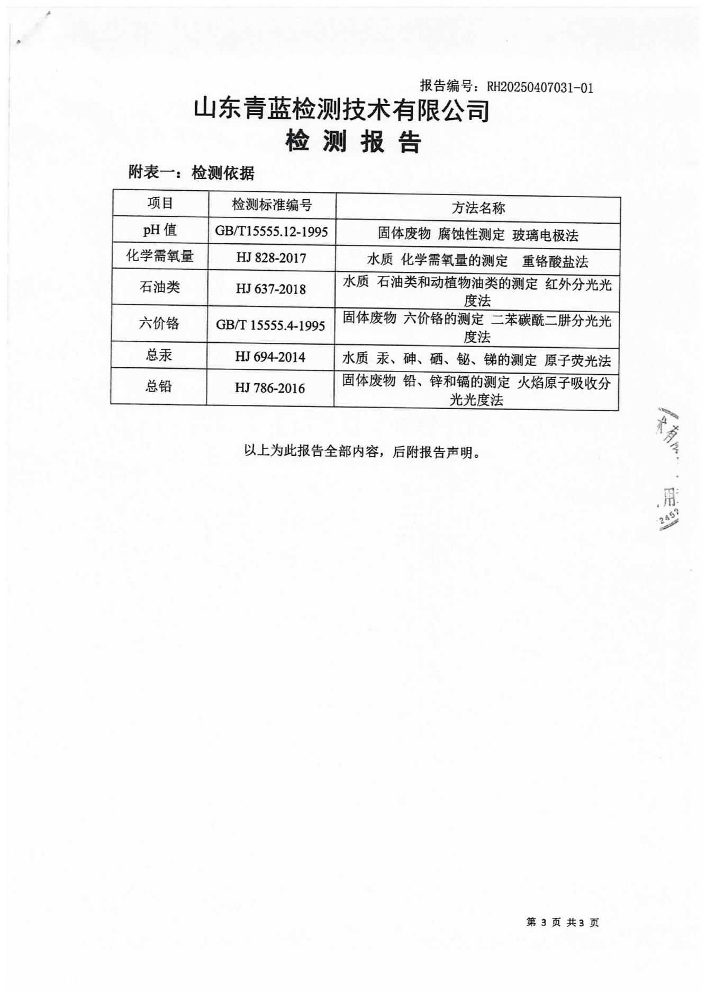 报告编号：RH20250407031-01
山东青蓝检测技术有限公司
检 测 报 告
附表一：检测依据
项目 检测标准编号 方法名称
pH 值 GB/T15555.12-1995 固体废物 腐蚀性测定 玻璃电极法
化学需氧量 HJ 828-2017 水质 化学需氧量的测定 重铬酸盐法
石油类 HJ 637-2018 水质 石油类和动植物油类的测定 红外分光光
度法
六价铬 GB/T 15555.4-1995 固体废物 六价铬的测定 二苯碳酰二肼分光光
度法
总汞 HJ 694-2014 水质 汞、砷、硒、铋、锑的测定 原子荧光法
总铅 HJ 786-2016 固体废物 铅、锌和镉的测定 火焰原子吸收分
光光度法
以上为此报告全部内容，后附报告声明。
术有
用
2457
第 3 页 共3 页